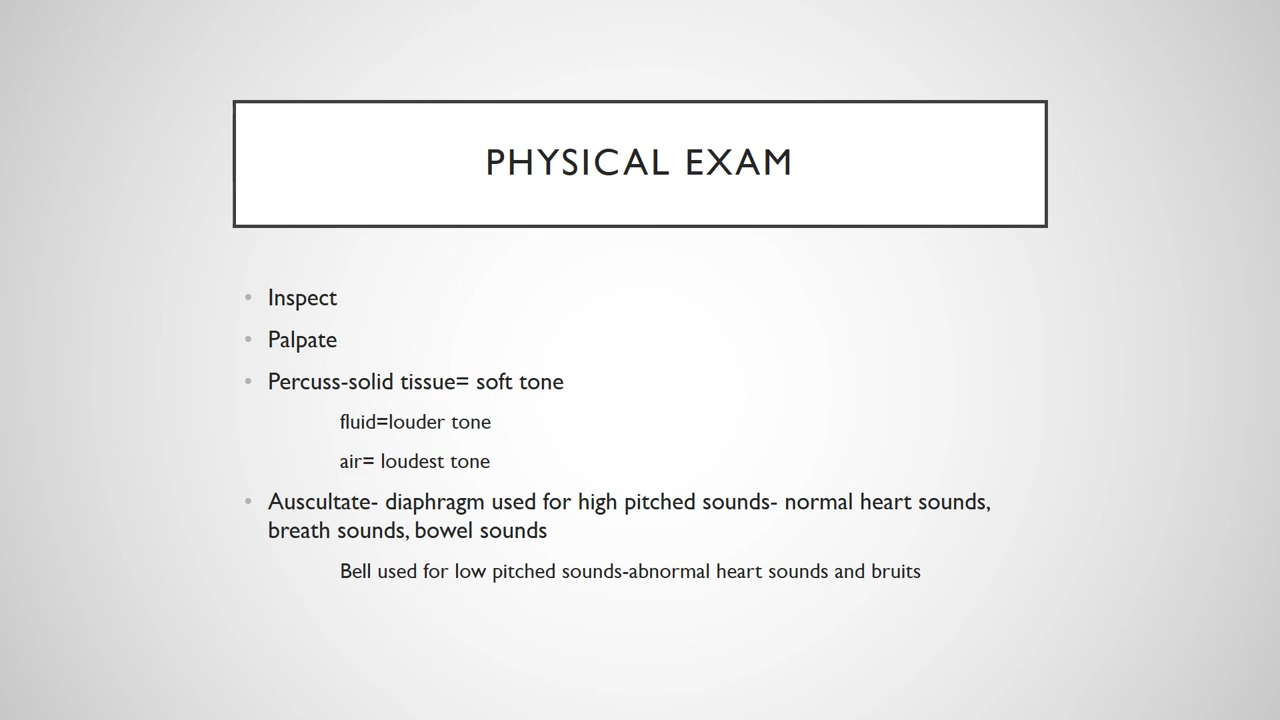 PHYSICAL EXAM
• Inspect
• Palpate
• Percuss-solid tissue= soft tone
fluid=louder tone
air= loudest tone
• Auscultate- diaphragm used for high pitched sounds- normal heart sounds,
breath sounds, bowel sounds
Bell used for low pitched sounds-abnormal heart sounds and bruits